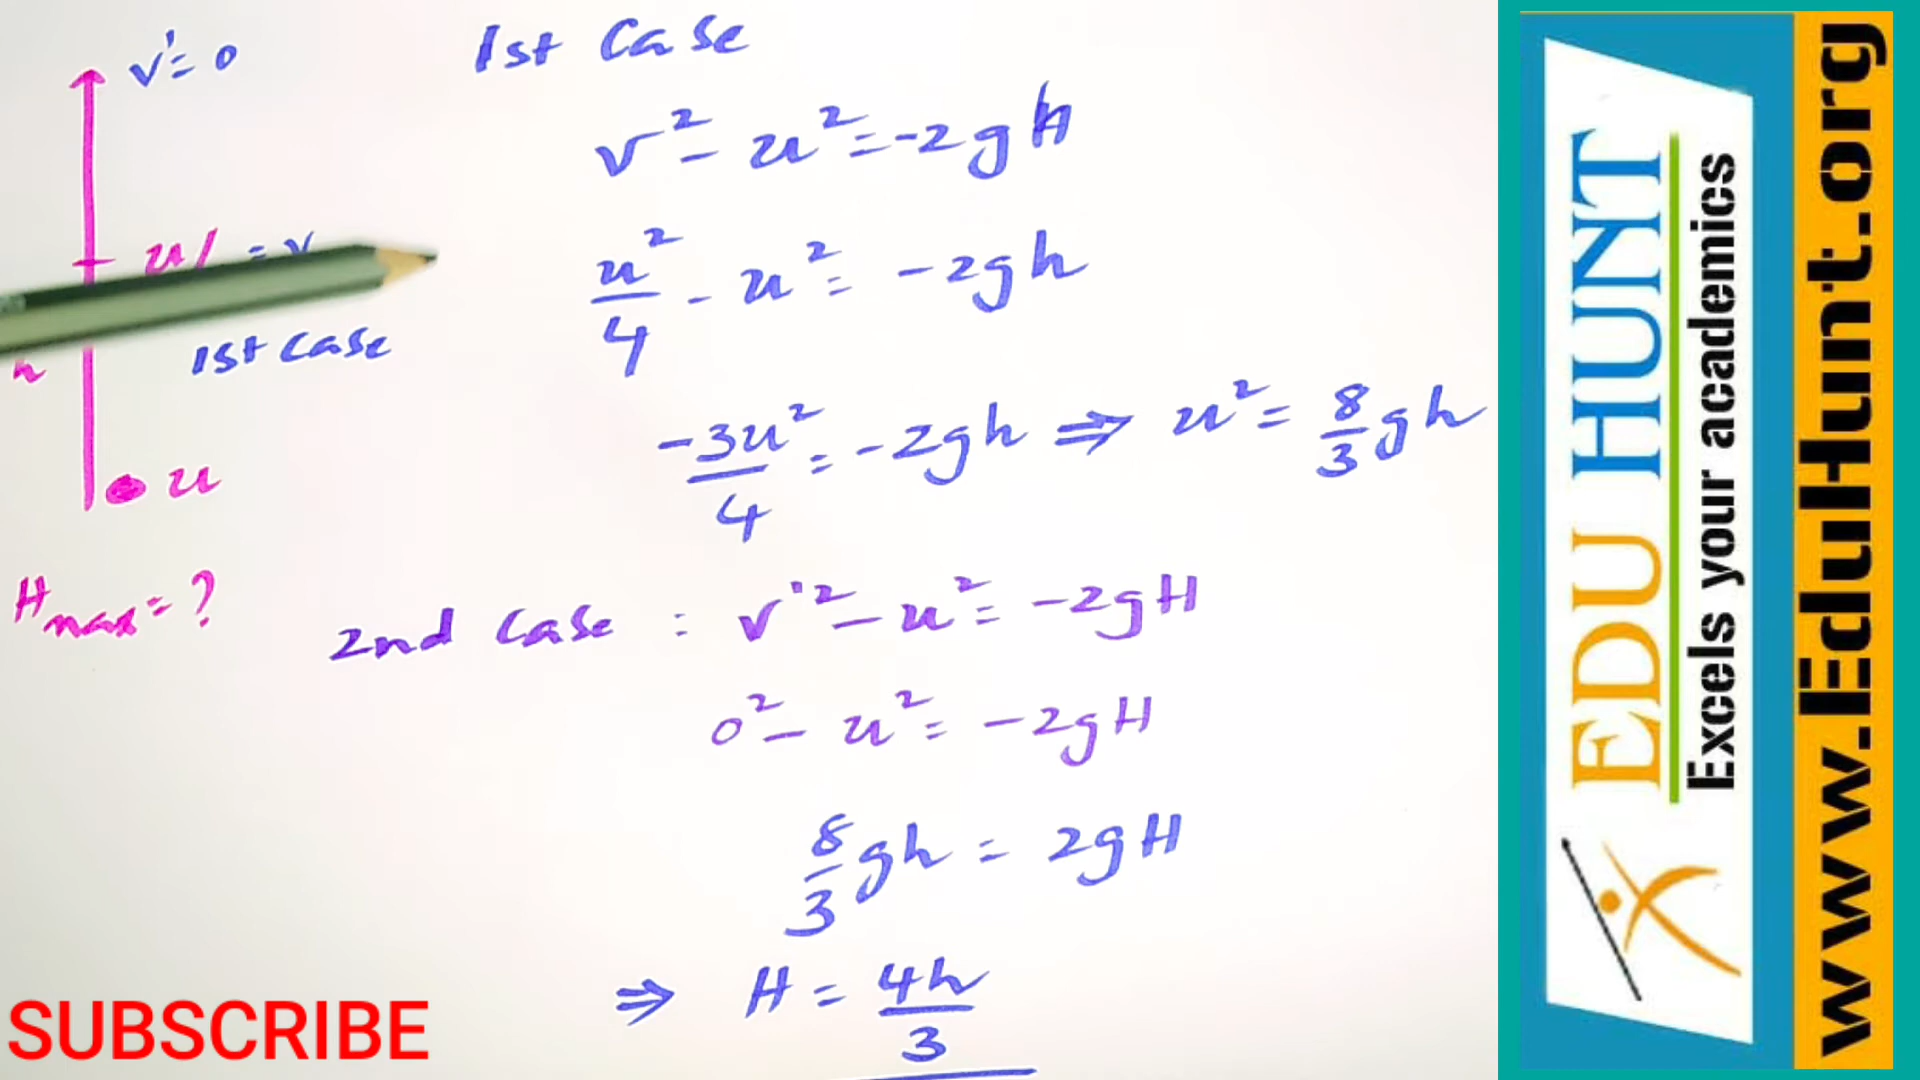 v'= 0
1st Case
v² - u² = -2gH
u/ = v
u²/4 - u² = -2gh
1st Case
h
-3u²/4 = -2gh ⇒ u² = 8/3 gh
u
Hmax = ?
2nd Case : v'² - u² = -2gH
0² - u² = -2gH
8/3 gh = 2gH
⇒ H = 4h/3
SUBSCRIBE
EDU HUNT
Excels your academics
www.EduHunt.org